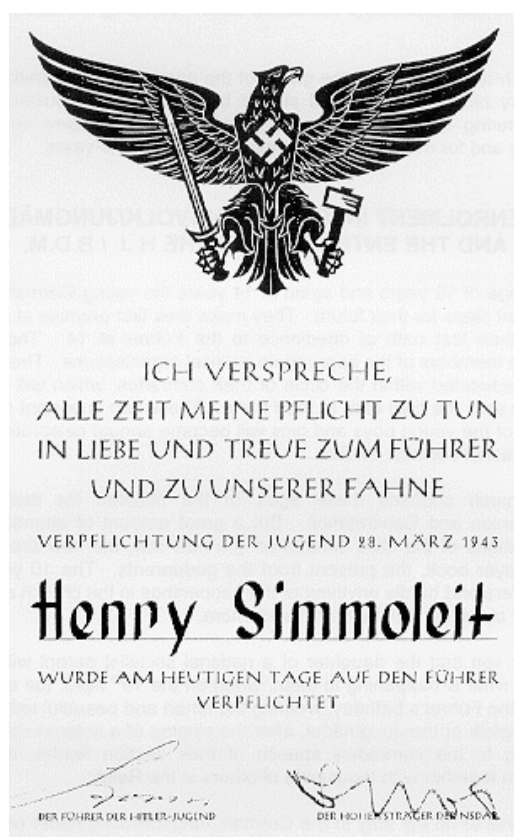 ICH VERSPRECHE,
ALLE ZEIT MEINE PFLICHT ZU TUN
IN LIEBE UND TREUE ZUM FÜHRER
UND ZU UNSERER FAHNE
VERPFLICHTUNG DER JUGEND 28. MÄRZ 1943
Henry Simmoleit
WURDE AM HEUTIGEN TAGE AUF DEN FÜHRER
VERPFLICHTET
DER FÜHRER DER HITLER-JUGEND
DER HOHEITSTRÄGER DER NSDAP